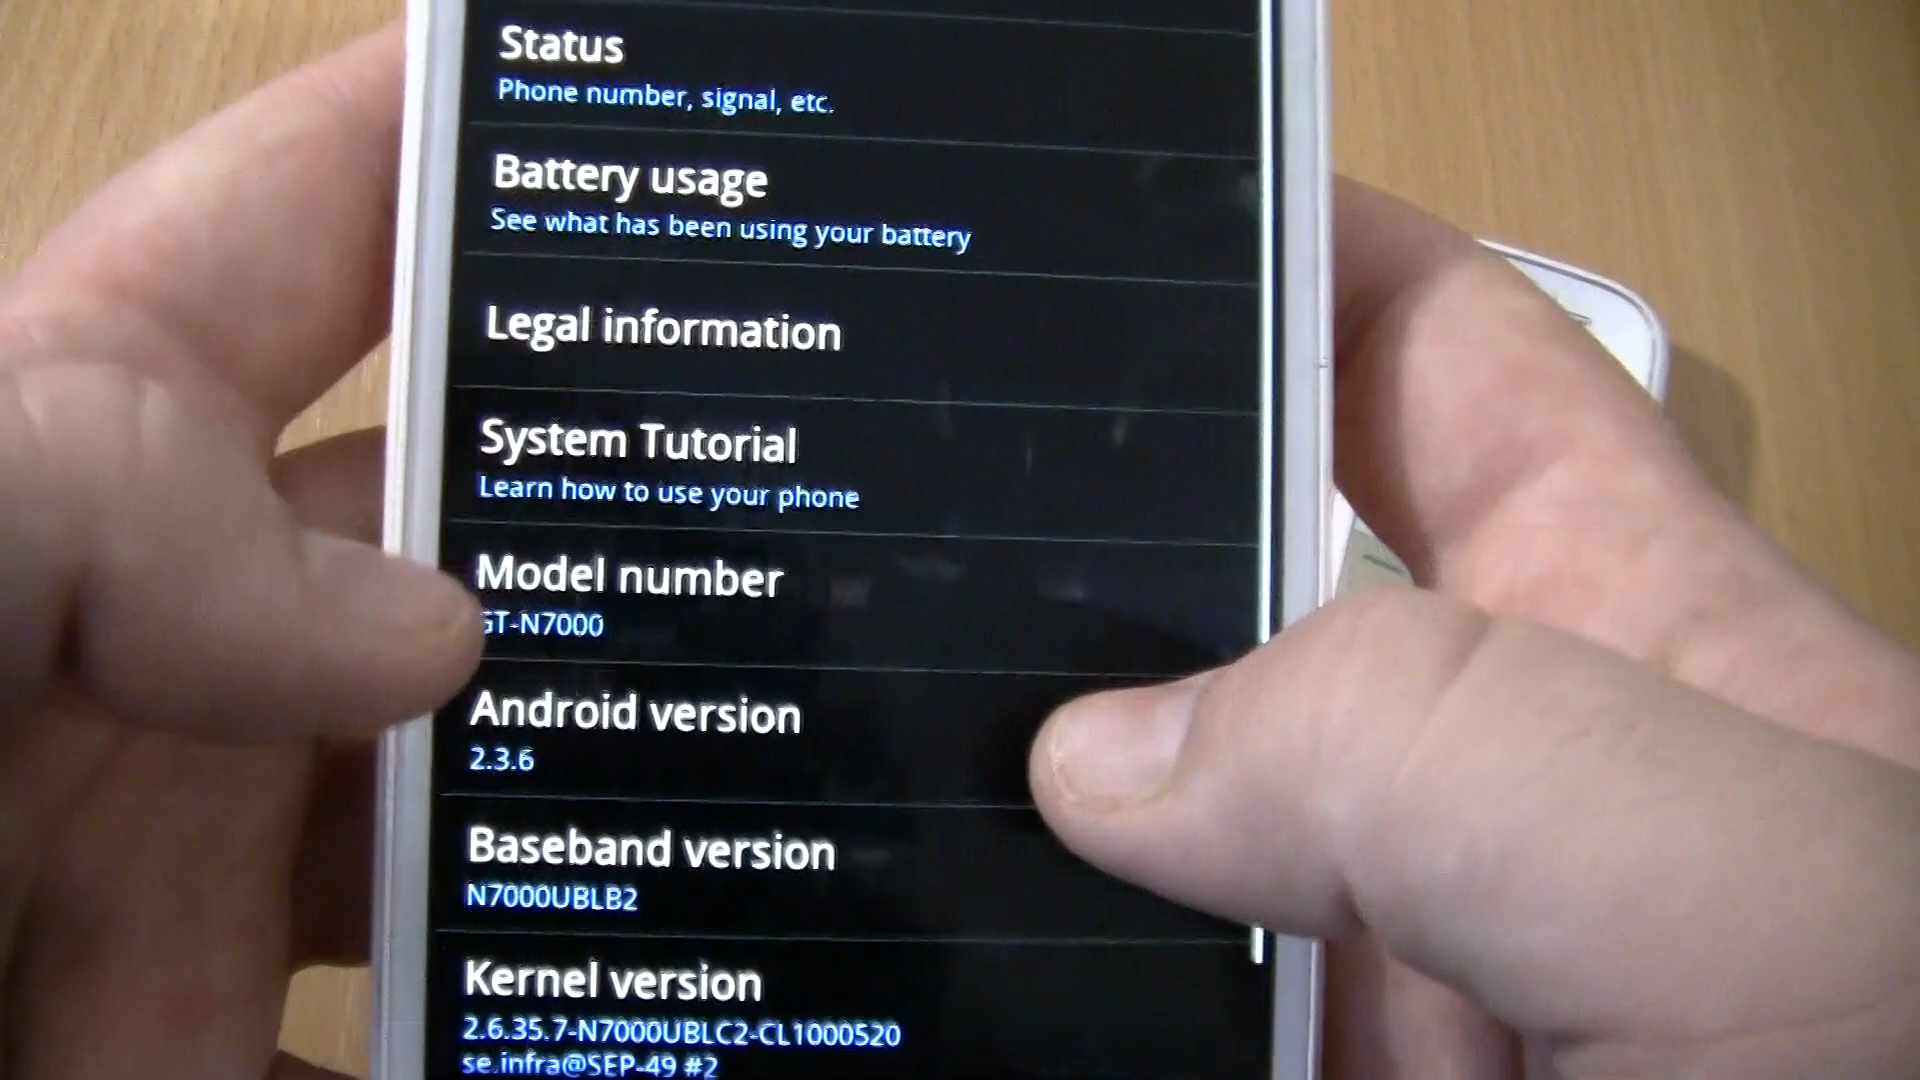 Status
Phone number, signal, etc.
Battery usage
See what has been using your battery
Legal information
System Tutorial
Learn how to use your phone
Model number
GT-N7000
Android version
2.3.6
Baseband version
N7000UBLB2
Kernel version
2.6.35.7-N7000UBLC2-CL1000520
se.infra@SEP-49 #2